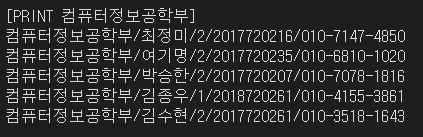 [PRINT 컴퓨터정보공학부]
컴퓨터정보공학부/최정미/2/2017720216/010-7147-4850
컴퓨터정보공학부/여기명/2/2017720235/010-6810-1020
컴퓨터정보공학부/박승한/2/2017720207/010-7078-1816
컴퓨터정보공학부/김종우/1/2018720261/010-4155-3861
컴퓨터정보공학부/김수현/2/2017720261/010-3518-1643